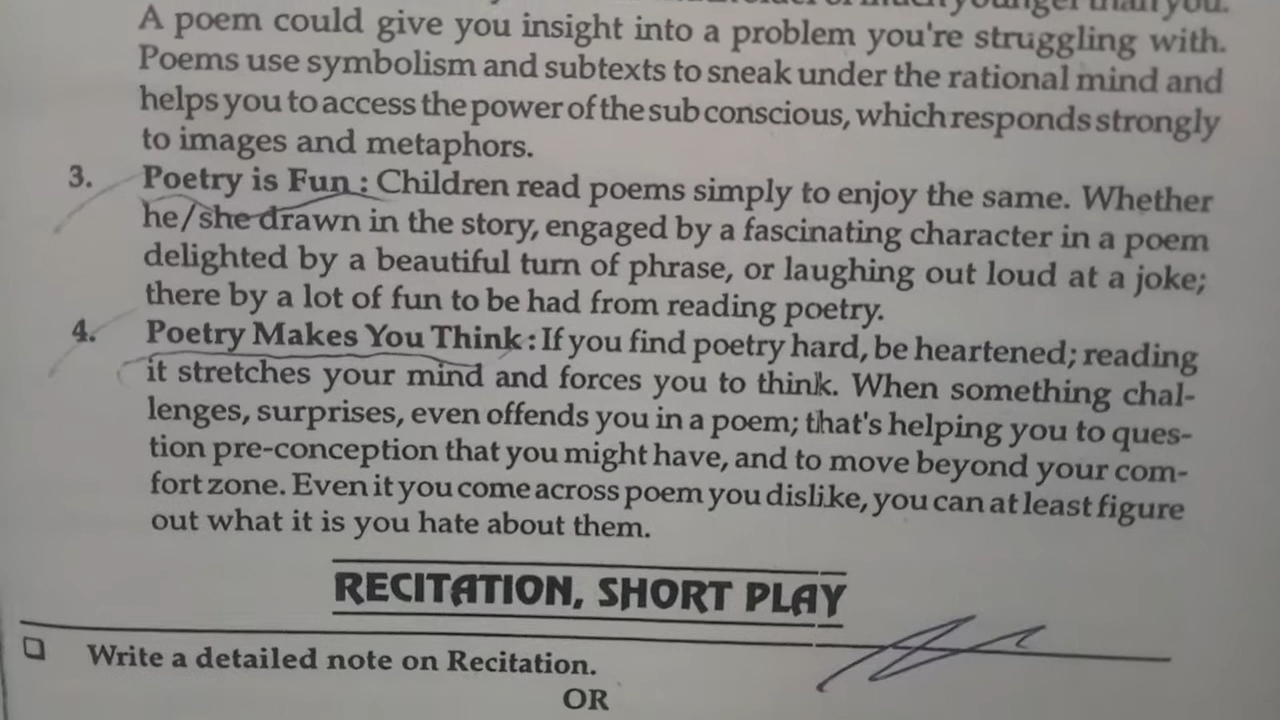 than you.
A poem could give you insight into a problem you're struggling with.
Poems use symbolism and subtexts to sneak under the rational mind and
helps you to access the power of the sub conscious, which responds strongly
to images and metaphors.
3. Poetry is Fun : Children read poems simply to enjoy the same. Whether
he/she drawn in the story, engaged by a fascinating character in a poem
delighted by a beautiful turn of phrase, or laughing out loud at a joke;
there by a lot of fun to be had from reading poetry.
4. Poetry Makes You Think : If you find poetry hard, be heartened; reading
it stretches your mind and forces you to think. When something chal-
lenges, surprises, even offends you in a poem; that's helping you to ques-
tion pre-conception that you might have, and to move beyond your com-
fort zone. Even it you come across poem you dislike, you can at least figure
out what it is you hate about them.
RECITATION, SHORT PLAY
❑ Write a detailed note on Recitation.
OR